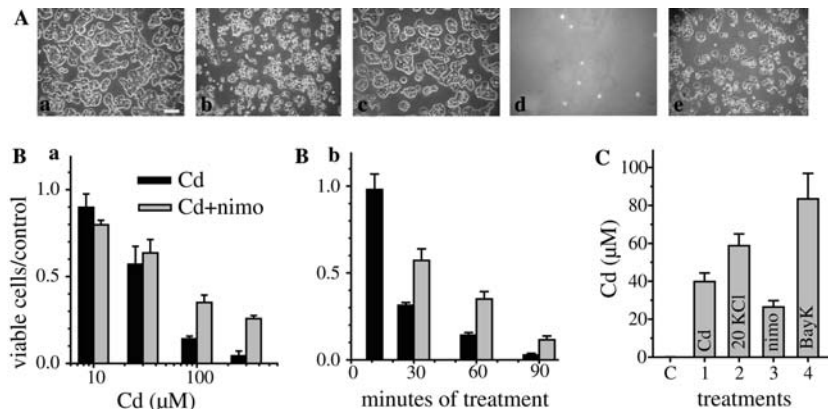 A
a b c d e
B a B b C
Cd
Cd+nimo
viable cells/control
1.0
0.5
0.0
10 100
Cd (μM)
1.0
0.5
0.0
0 30 60 90
minutes of treatment
Cd (μM)
100
80
60
40
20
0
Cd 20 KCl nimo BayK
C 1 2 3 4
treatments